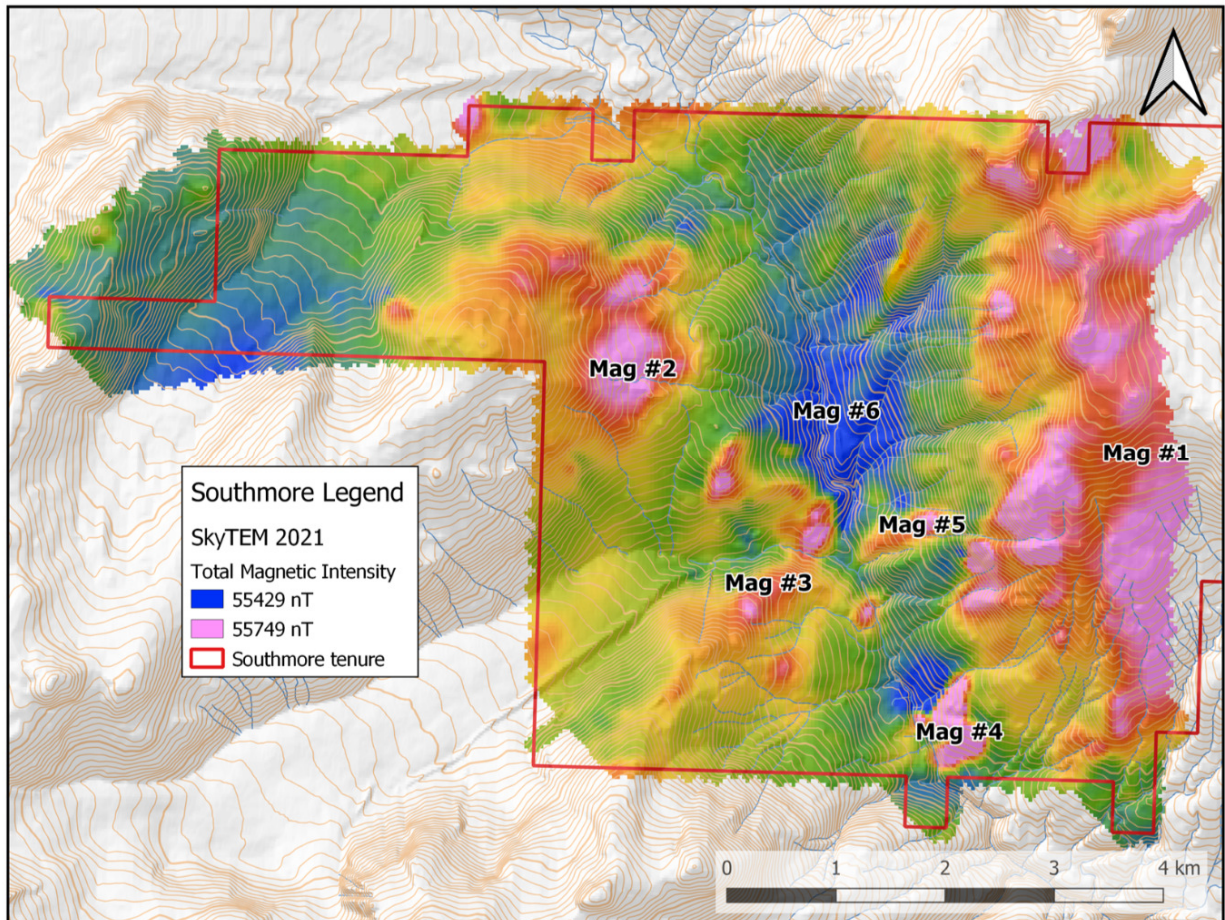 Mag #2
Mag #6
Mag #1
Mag #5
Mag #3
Mag #4
Southmore Legend
SkyTEM 2021
Total Magnetic Intensity
55429 nT
55749 nT
Southmore tenure
0 1 2 3 4 km